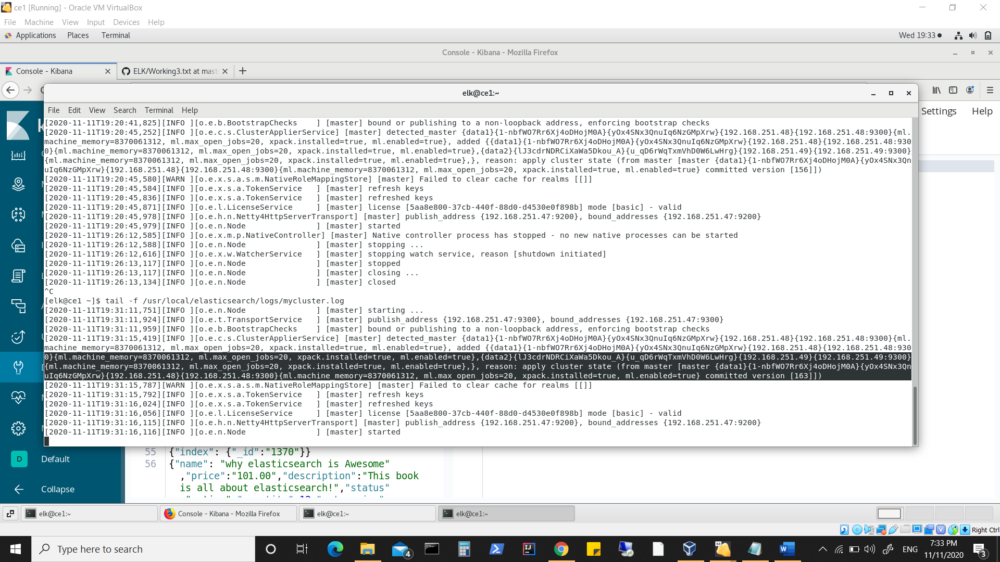 ce1 [Running] - Oracle VM VirtualBox
File Machine View Input Devices Help
Applications Places Terminal Wed 19:33
Console - Kibana - Mozilla Firefox
Console - Kibana ELK/Working3.txt at mast
elk@ce1:~
File Edit View Search Terminal Help
Settings Help
[2020-11-11T19:20:41,825][INFO ][o.e.b.BootstrapChecks    ] [master] bound or publishing to a non-loopback address, enforcing bootstrap checks
[2020-11-11T19:20:45,252][INFO ][o.e.c.s.ClusterApplierService] [master] detected_master {data1}{1-nbfWO7Rr6Xj4oDHojM0A}{yOx4SNx3QnuIq6NzGMpXrw}{192.168.251.48}{192.168.251.48:9300}{ml.
machine_memory=8370061312, ml.max_open_jobs=20, xpack.installed=true, ml.enabled=true}, added {{data1}{1-nbfWO7Rr6Xj4oDHojM0A}{yOx4SNx3QnuIq6NzGMpXrw}{192.168.251.48}{192.168.251.48:930
0}{ml.machine_memory=8370061312, ml.max_open_jobs=20, xpack.installed=true, ml.enabled=true},{data2}{lJ3cdrNDRCiXaWa5Dkou_A}{u_qD6rWqTxmVhD0W6LwHrg}{192.168.251.49}{192.168.251.49:9300}
{ml.machine_memory=8370061312, ml.max_open_jobs=20, xpack.installed=true, ml.enabled=true},}, reason: apply cluster state (from master [master {data1}{1-nbfWO7Rr6Xj4oDHojM0A}{yOx4SNx3Qn
uIq6NzGMpXrw}{192.168.251.48}{192.168.251.48:9300}{ml.machine_memory=8370061312, ml.max_open_jobs=20, xpack.installed=true, ml.enabled=true} committed version [156]])
[2020-11-11T19:20:45,580][WARN ][o.e.x.s.a.s.m.NativeRoleMappingStore] [master] Failed to clear cache for realms [[]]
[2020-11-11T19:20:45,584][INFO ][o.e.x.s.a.TokenService   ] [master] refresh keys
[2020-11-11T19:20:45,836][INFO ][o.e.x.s.a.TokenService   ] [master] refreshed keys
[2020-11-11T19:20:45,871][INFO ][o.e.l.LicenseService     ] [master] license [5aa8e800-37cb-440f-88d0-d4530e0f898b] mode [basic] - valid
[2020-11-11T19:20:45,978][INFO ][o.e.h.n.Netty4HttpServerTransport] [master] publish_address {192.168.251.47:9200}, bound_addresses {192.168.251.47:9200}
[2020-11-11T19:20:45,979][INFO ][o.e.n.Node               ] [master] started
[2020-11-11T19:26:12,585][INFO ][o.e.x.m.p.NativeController] [master] Native controller process has stopped - no new native processes can be started
[2020-11-11T19:26:12,588][INFO ][o.e.n.Node               ] [master] stopping ...
[2020-11-11T19:26:12,616][INFO ][o.e.x.w.WatcherService   ] [master] stopping watch service, reason [shutdown initiated]
[2020-11-11T19:26:13,117][INFO ][o.e.n.Node               ] [master] stopped
[2020-11-11T19:26:13,117][INFO ][o.e.n.Node               ] [master] closing ...
[2020-11-11T19:26:13,134][INFO ][o.e.n.Node               ] [master] closed
^C
[elk@ce1 ~]$ tail -f /usr/local/elasticsearch/logs/mycluster.log
[2020-11-11T19:31:11,751][INFO ][o.e.n.Node               ] [master] starting ...
[2020-11-11T19:31:11,924][INFO ][o.e.t.TransportService   ] [master] publish_address {192.168.251.47:9300}, bound_addresses {192.168.251.47:9300}
[2020-11-11T19:31:11,959][INFO ][o.e.b.BootstrapChecks    ] [master] bound or publishing to a non-loopback address, enforcing bootstrap checks
[2020-11-11T19:31:15,419][INFO ][o.e.c.s.ClusterApplierService] [master] detected_master {data1}{1-nbfWO7Rr6Xj4oDHojM0A}{yOx4SNx3QnuIq6NzGMpXrw}{192.168.251.48}{192.168.251.48:9300}{ml.
machine_memory=8370061312, ml.max_open_jobs=20, xpack.installed=true, ml.enabled=true}, added {{data1}{1-nbfWO7Rr6Xj4oDHojM0A}{yOx4SNx3QnuIq6NzGMpXrw}{192.168.251.48}{192.168.251.48:930
0}{ml.machine_memory=8370061312, ml.max_open_jobs=20, xpack.installed=true, ml.enabled=true},{data2}{lJ3cdrNDRCiXaWa5Dkou_A}{u_qD6rWqTxmVhD0W6LwHrg}{192.168.251.49}{192.168.251.49:9300}
{ml.machine_memory=8370061312, ml.max_open_jobs=20, xpack.installed=true, ml.enabled=true},}, reason: apply cluster state (from master [master {data1}{1-nbfWO7Rr6Xj4oDHojM0A}{yOx4SNx3Qn
uIq6NzGMpXrw}{192.168.251.48}{192.168.251.48:9300}{ml.machine_memory=8370061312, ml.max_open_jobs=20, xpack.installed=true, ml.enabled=true} committed version [163]])
[2020-11-11T19:31:15,787][WARN ][o.e.x.s.a.s.m.NativeRoleMappingStore] [master] Failed to clear cache for realms [[]]
[2020-11-11T19:31:15,792][INFO ][o.e.x.s.a.TokenService   ] [master] refresh keys
[2020-11-11T19:31:16,024][INFO ][o.e.x.s.a.TokenService   ] [master] refreshed keys
[2020-11-11T19:31:16,056][INFO ][o.e.l.LicenseService     ] [master] license [5aa8e800-37cb-440f-88d0-d4530e0f898b] mode [basic] - valid
[2020-11-11T19:31:16,115][INFO ][o.e.h.n.Netty4HttpServerTransport] [master] publish_address {192.168.251.47:9200}, bound_addresses {192.168.251.47:9200}
[2020-11-11T19:31:16,116][INFO ][o.e.n.Node               ] [master] started
55 {"index": {"_id":"1370"}}
56 {"name": "why elasticsearch is Awesome"
,"price":"101.00","description":"This book
is all about elasticsearch!","status"
D Default
Collapse
elk@ce1:~ Console - Kibana - Mozilla Firefox elk@ce1:~ elk@ce1:~
Right Ctrl
Type here to search
4
ENG
7:33 PM
11/11/2020
3